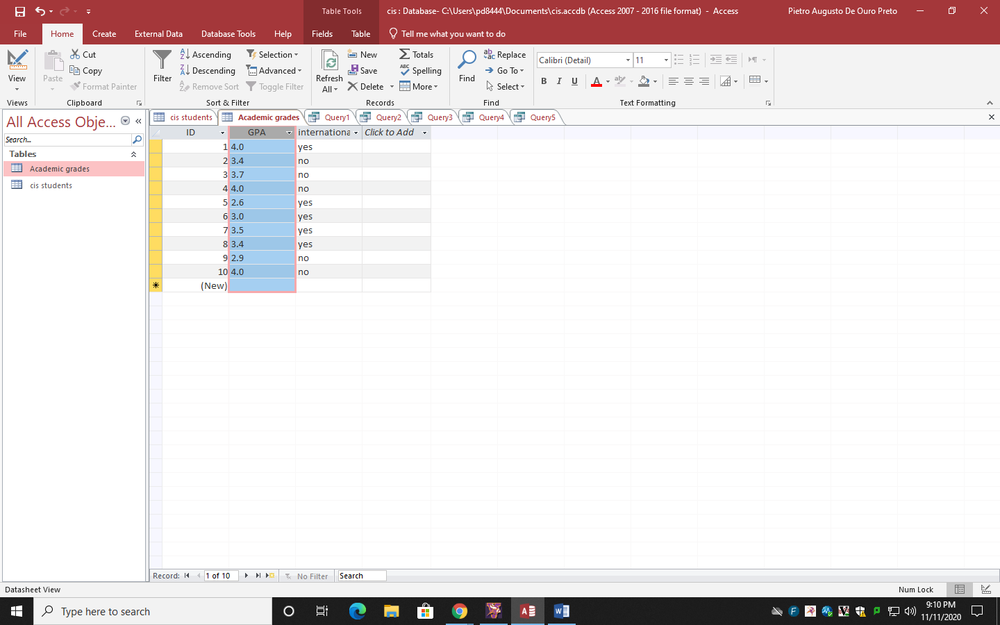 Table Tools
cis : Database- C:\Users\pd8444\Documents\cis.accdb (Access 2007 - 2016 file format) - Access
Pietro Augusto De Ouro Preto
File Home Create External Data Database Tools Help Fields Table Tell me what you want to do
View
Views
Paste
Cut
Copy
Format Painter
Clipboard
Filter
Ascending
Descending
Remove Sort
Selection
Advanced
Toggle Filter
Sort & Filter
Refresh
All
New
Save
Delete
Totals
Spelling
More
Records
Find
Replace
Go To
Select
Find
Calibri (Detail) 11
B I U A
Text Formatting
All Access Obje...
Search...
Tables
Academic grades
cis students
cis students Academic grades Query1 Query2 Query3 Query4 Query5
ID GPA internationa Click to Add
1 4.0 yes
2 3.4 no
3 3.7 no
4 4.0 no
5 2.6 yes
6 3.0 yes
7 3.5 yes
8 3.4 yes
9 2.9 no
10 4.0 no
(New)
Record: 1 of 10 No Filter Search
Datasheet View
Num Lock
Type here to search
9:10 PM
11/11/2020